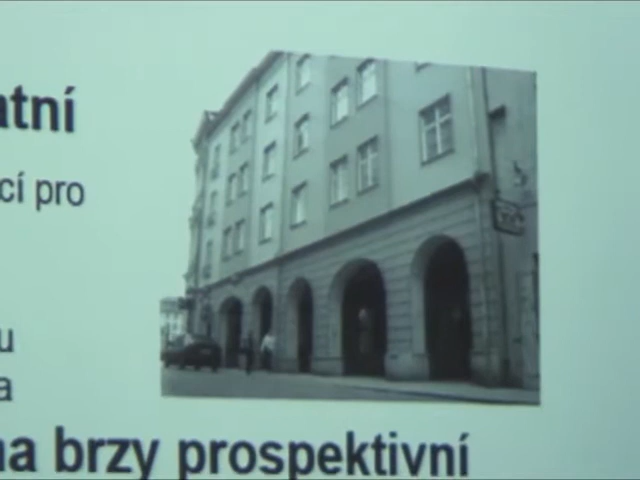 atní
cí pro
u
a
na brzy prospektivní